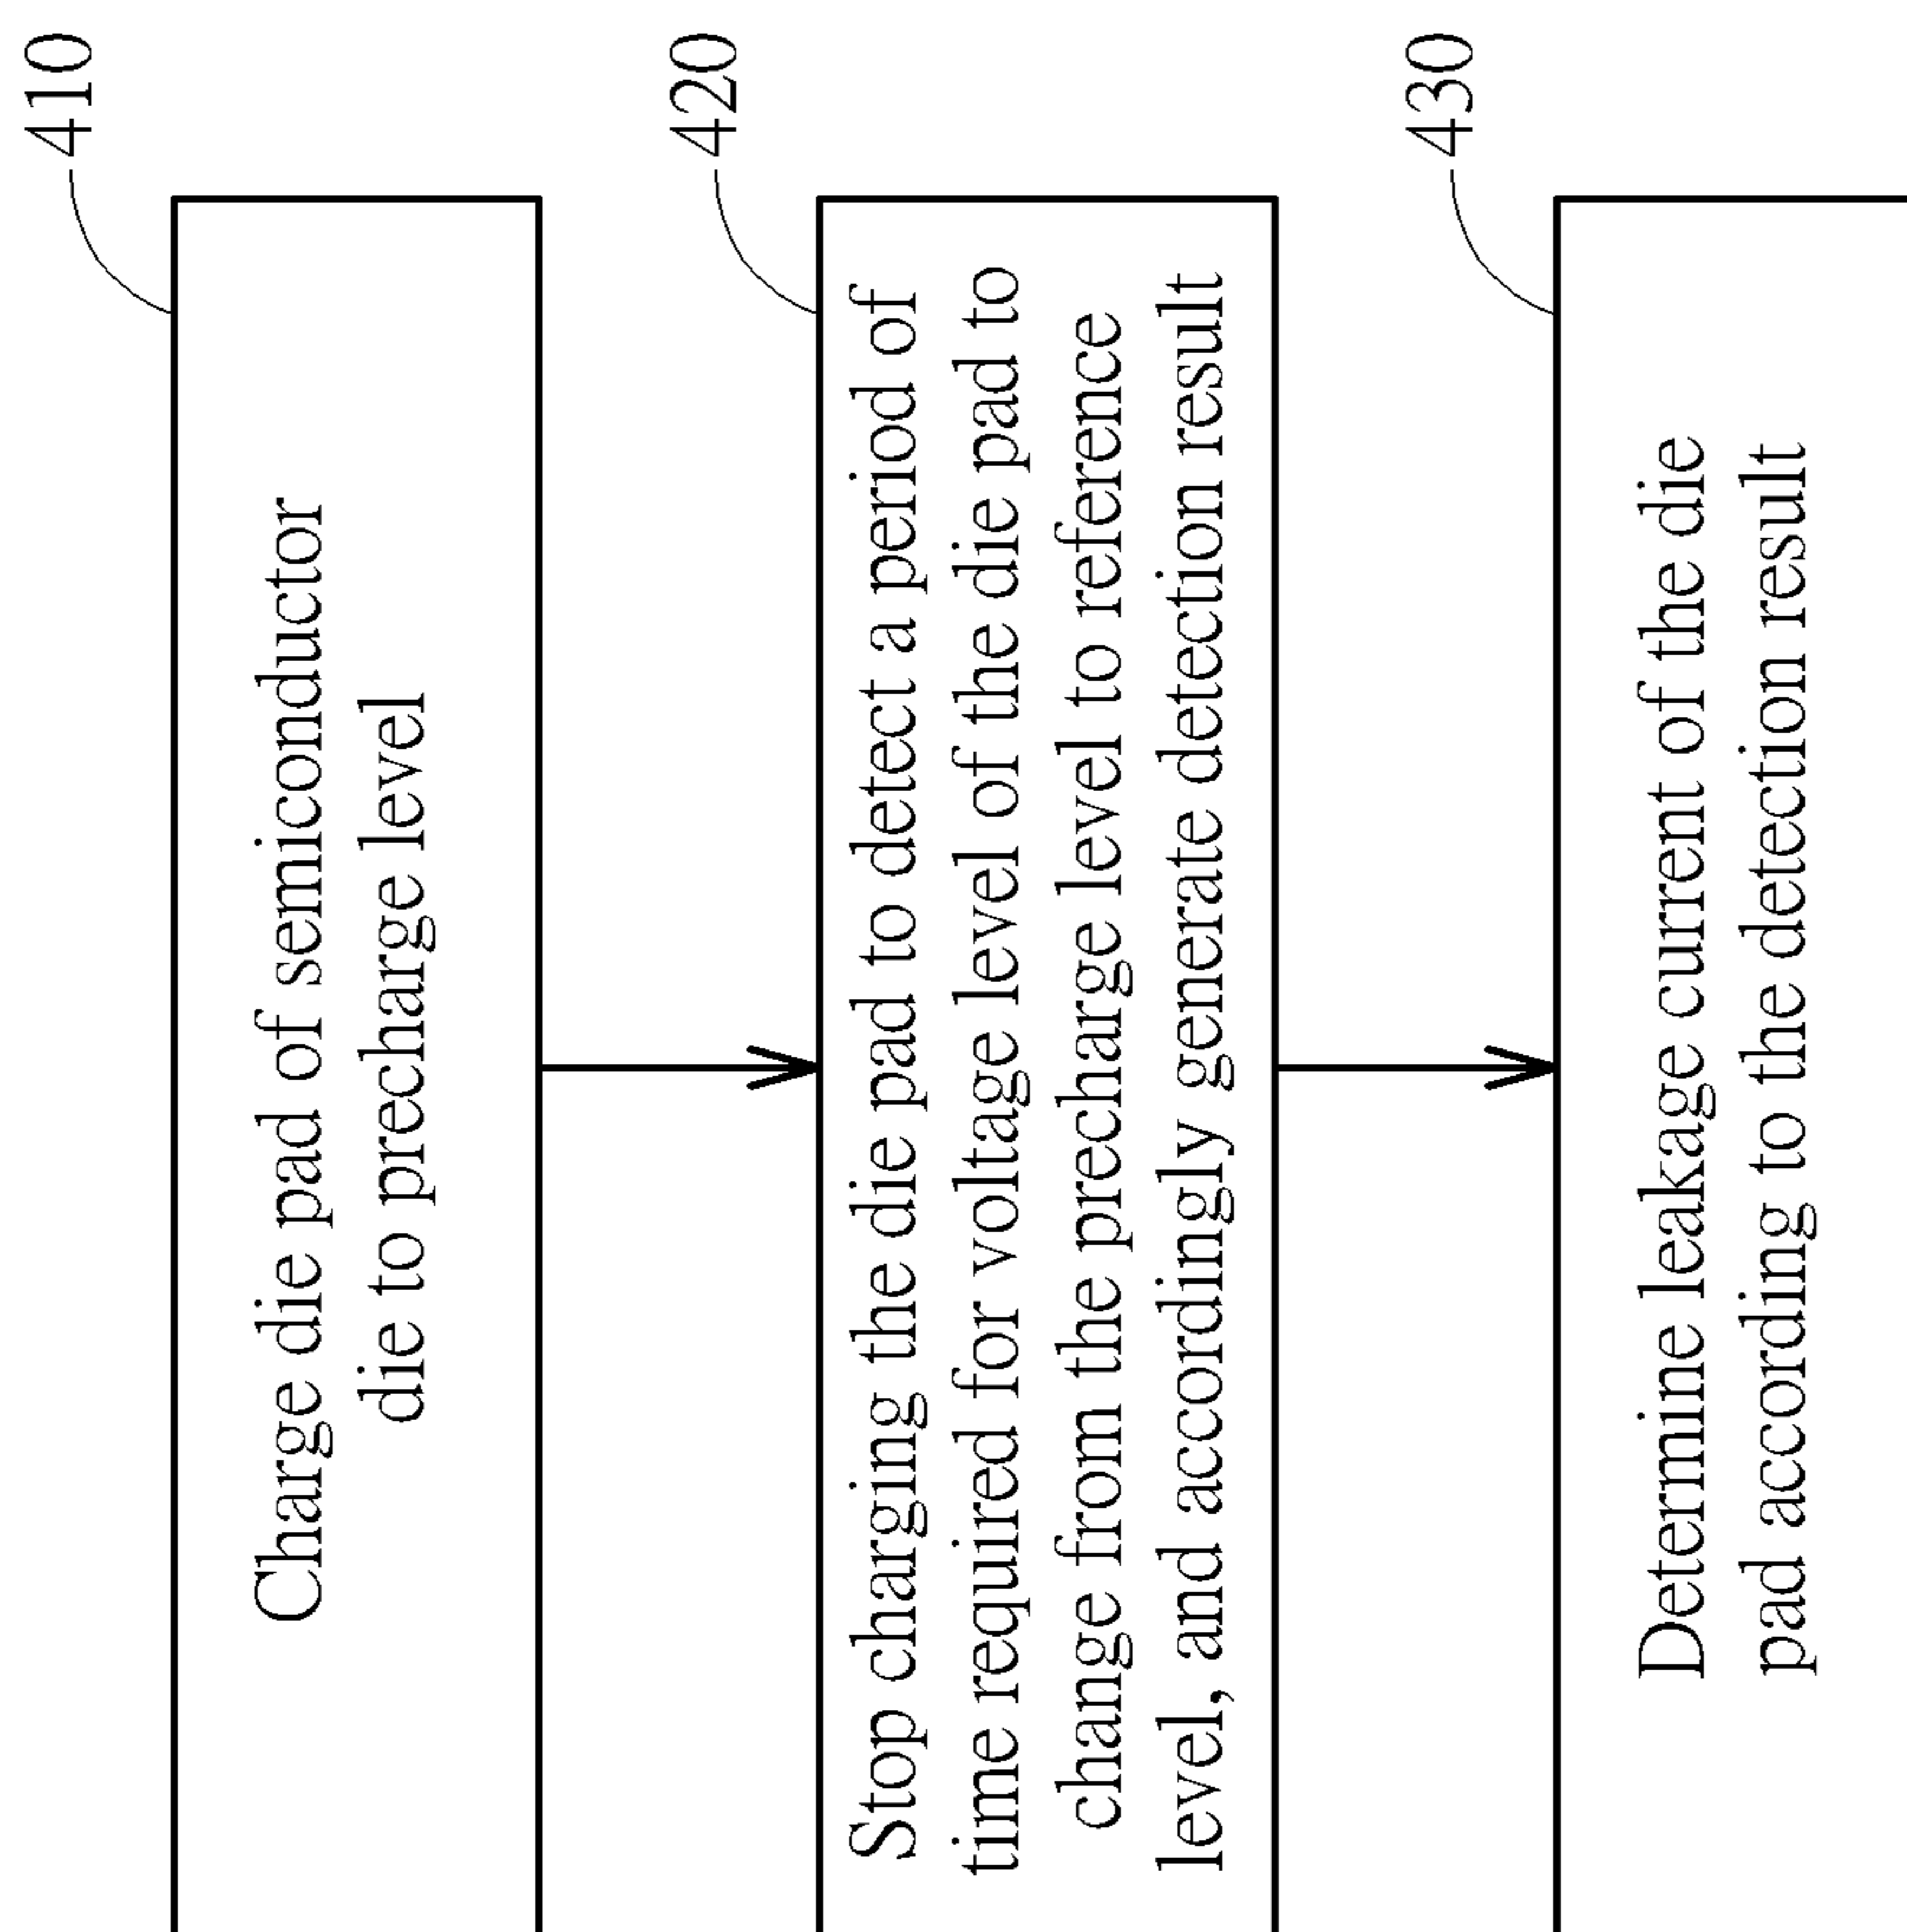 410
Charge die pad of semiconductor
die to precharge level
420
Stop charging the die pad to detect a period of
time required for voltage level of the die pad to
change from the precharge level to reference
level, and accordingly generate detection result
430
Determine leakage current of the die
pad according to the detection result